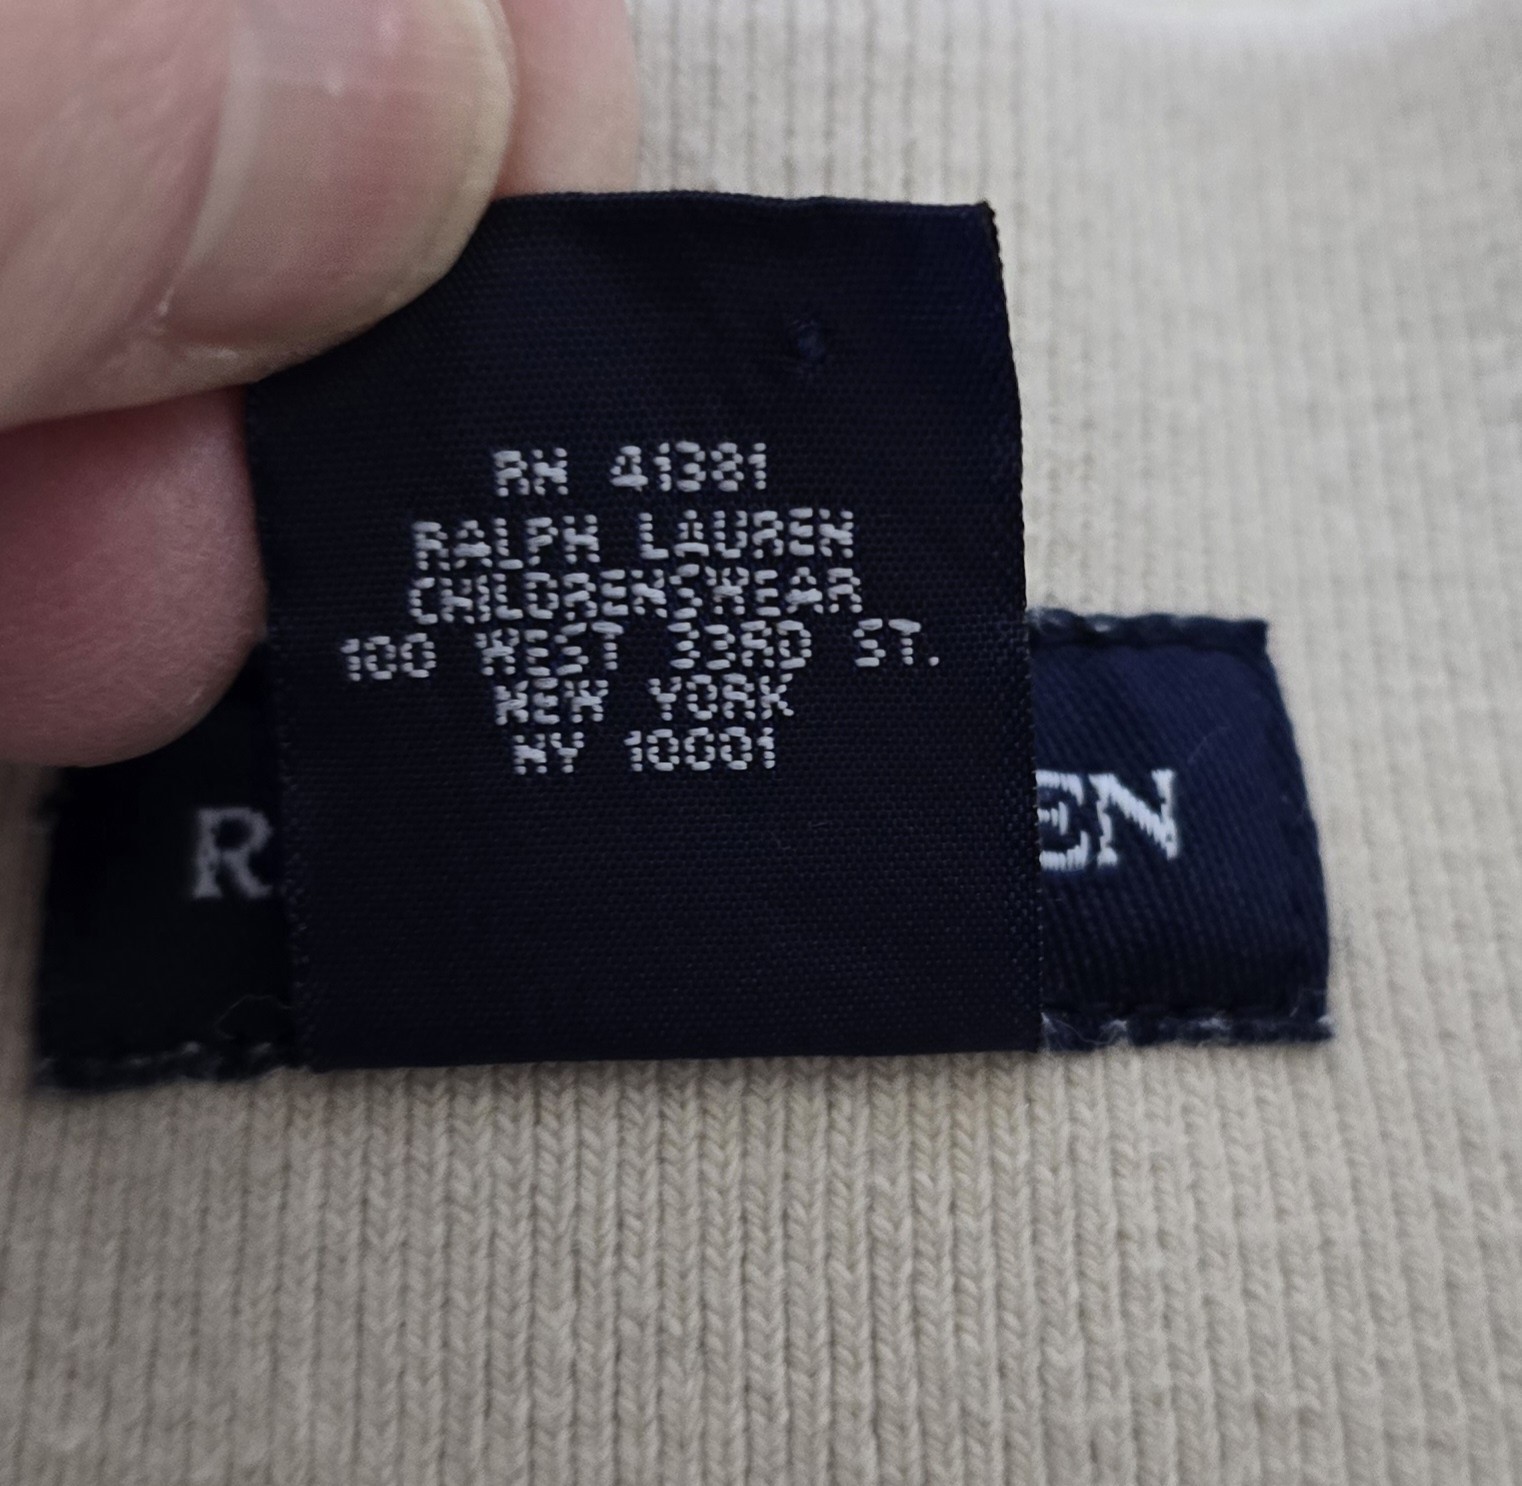 RN 41381
RALPH LAUREN
CHILDRENSWEAR
100 WEST 33RD ST.
NEW YORK
NY 10001
R
EN